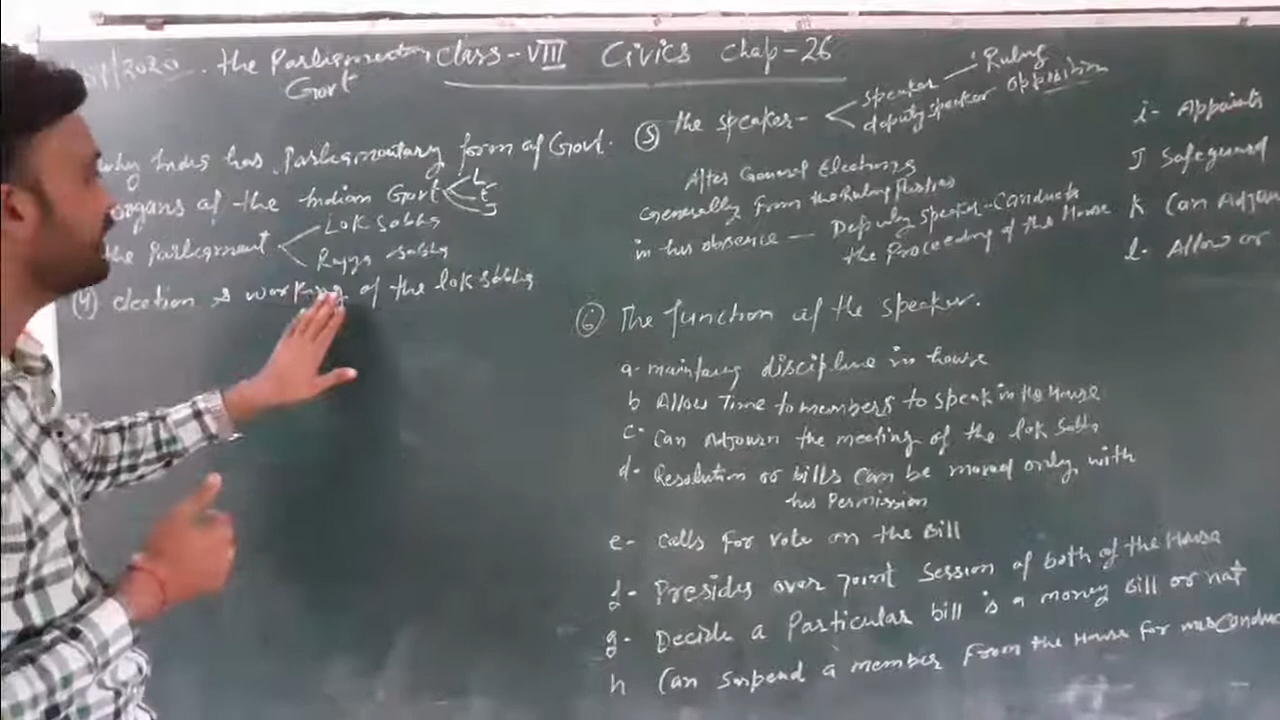 /2020. the Parliamentary Class-VIII Civics Chap-26
Govt
why India has Parliamentary form of Govt.
organs of the Indian Govt L
E
J
the Parliament Lok Sabha
Rajya Sabha
(4) election & working of the lok Sabha
(5) the speaker- speaker - Ruling
deputy speaker opposition
After General Elections
Generally from the Ruling Parties
in his absence - Deputy Speaker-Conducts
the Proceeding of the House
(6) The function of the speaker.
a- maintaing discipline in house
b Allow Time to members to speak in the House
c- Can Adjourn the meeting of the lok Sabha
d- Resolution or bills can be moved only with
his Permission
e- Calls For vote on the Bill
f- Presides over Joint Session of both of the House
g- Decide a Particular bill is a money Bill or not
h Can Suspend a member From the House For misconduc
i- Appoints
J Safeguard
K Can Adjou
l- Allow or